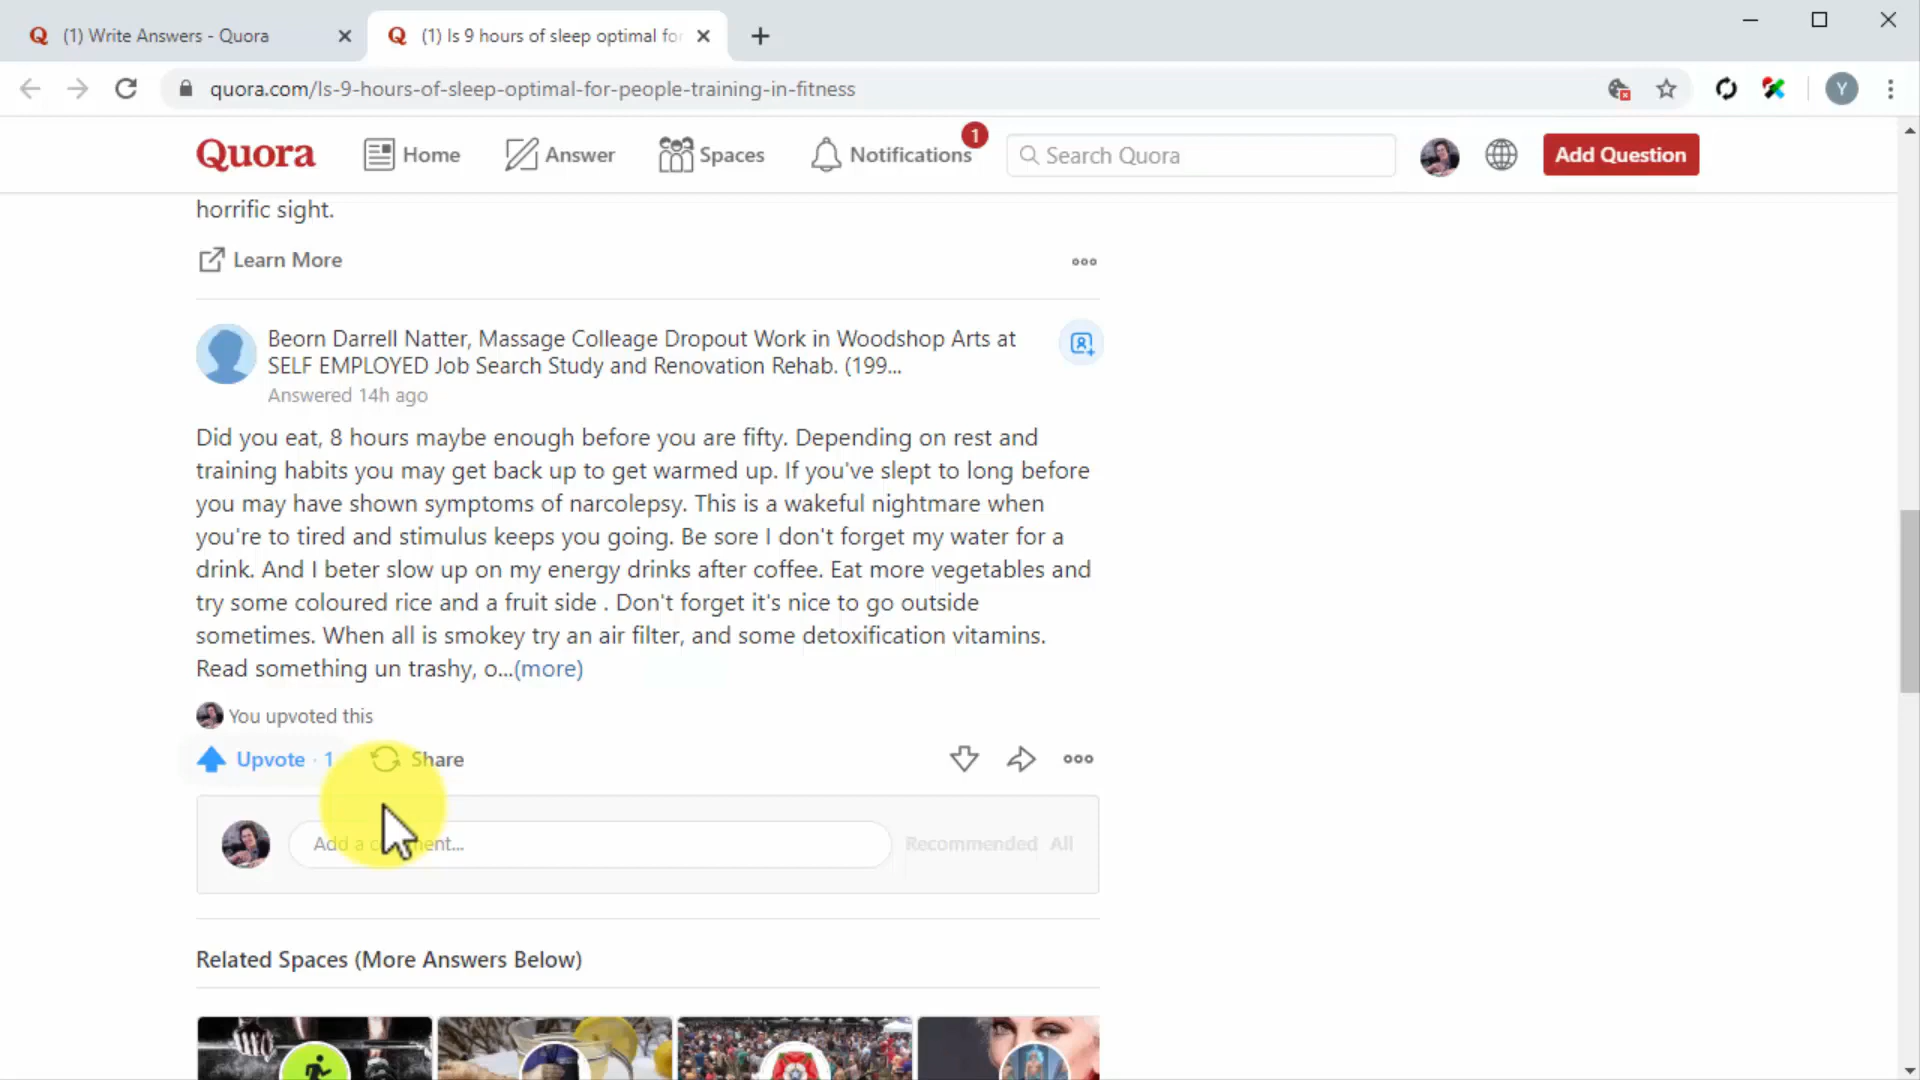 (1) Write Answers - Quora
(1) Is 9 hours of sleep optimal for
quora.com/Is-9-hours-of-sleep-optimal-for-people-training-in-fitness
Y
Quora
Home
Answer
Spaces
Notifications
1
Search Quora
Add Question
horrific sight.
Learn More
Beorn Darrell Natter, Massage Colleage Dropout Work in Woodshop Arts at
SELF EMPLOYED Job Search Study and Renovation Rehab. (199...
Answered 14h ago
Did you eat, 8 hours maybe enough before you are fifty. Depending on rest and
training habits you may get back up to get warmed up. If you've slept to long before
you may have shown symptoms of narcolepsy. This is a wakeful nightmare when
you're to tired and stimulus keeps you going. Be sore I don't forget my water for a
drink. And I beter slow up on my energy drinks after coffee. Eat more vegetables and
try some coloured rice and a fruit side . Don't forget it's nice to go outside
sometimes. When all is smokey try an air filter, and some detoxification vitamins.
Read something un trashy, o...(more)
You upvoted this
Upvote · 1
Share
Add a comment...
Recommended All
Related Spaces (More Answers Below)